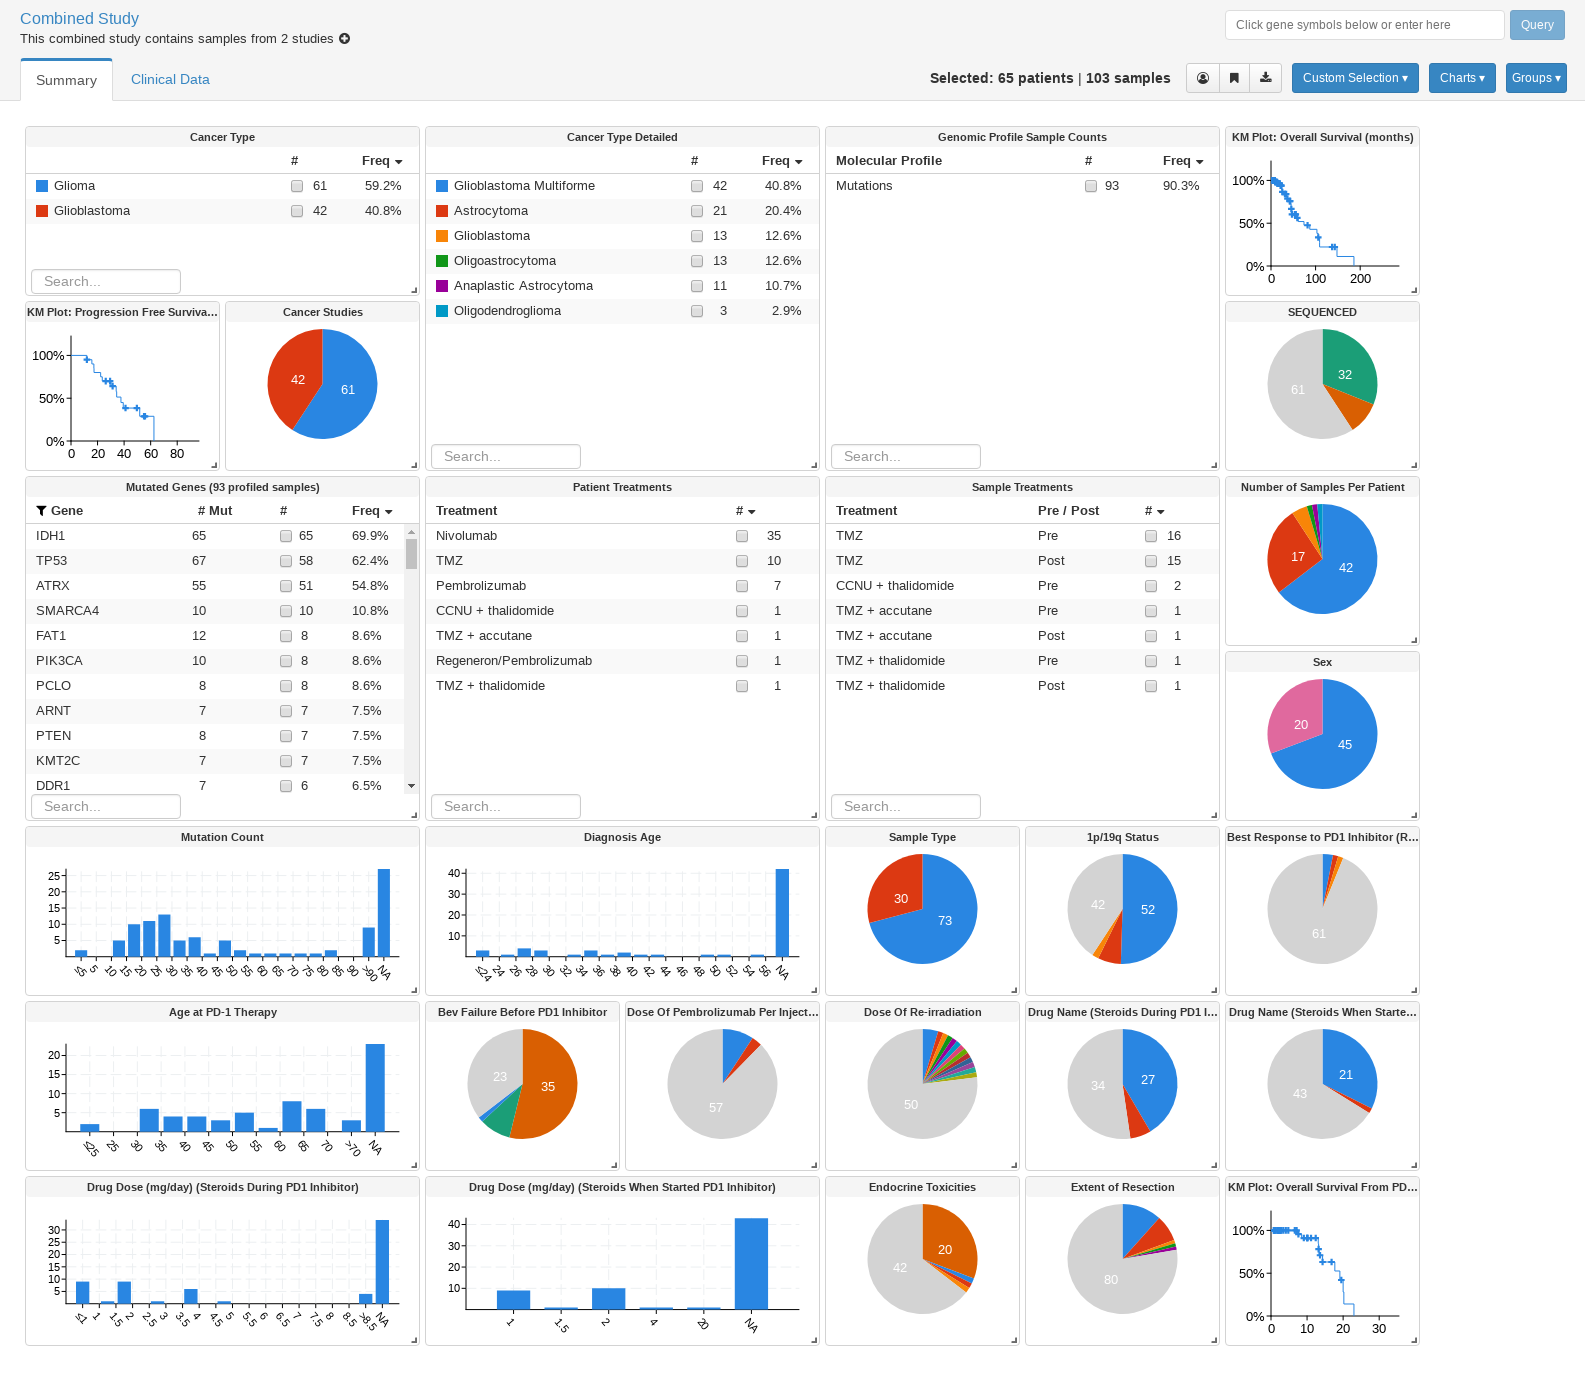 Combined Study
This combined study contains samples from 2 studies
Click gene symbols below or enter here
Query
Summary
Clinical Data
Selected: 65 patients | 103 samples
Custom Selection ▾
Charts ▾
Groups ▾
Cancer Type
# Freq
Glioma 61 59.2%
Glioblastoma 42 40.8%
Search...
Cancer Type Detailed
# Freq
Glioblastoma Multiforme 42 40.8%
Astrocytoma 21 20.4%
Glioblastoma 13 12.6%
Oligoastrocytoma 13 12.6%
Anaplastic Astrocytoma 11 10.7%
Oligodendroglioma 3 2.9%
Search...
Genomic Profile Sample Counts
Molecular Profile # Freq
Mutations 93 90.3%
Search...
KM Plot: Overall Survival (months)
100%
50%
0%
0 100 200
KM Plot: Progression Free Surviva...
100%
50%
0%
0 20 40 60 80
Cancer Studies
42
61
SEQUENCED
32
61
Mutated Genes (93 profiled samples)
Gene # Mut # Freq
IDH1 65 65 69.9%
TP53 67 58 62.4%
ATRX 55 51 54.8%
SMARCA4 10 10 10.8%
FAT1 12 8 8.6%
PIK3CA 10 8 8.6%
PCLO 8 8 8.6%
ARNT 7 7 7.5%
PTEN 8 7 7.5%
KMT2C 7 7 7.5%
DDR1 7 6 6.5%
Search...
Patient Treatments
Treatment #
Nivolumab 35
TMZ 10
Pembrolizumab 7
CCNU + thalidomide 1
TMZ + accutane 1
Regeneron/Pembrolizumab 1
TMZ + thalidomide 1
Search...
Sample Treatments
Treatment Pre / Post #
TMZ Pre 16
TMZ Post 15
CCNU + thalidomide Pre 2
TMZ + accutane Pre 1
TMZ + accutane Post 1
TMZ + thalidomide Pre 1
TMZ + thalidomide Post 1
Search...
Number of Samples Per Patient
17
42
Sex
20
45
Mutation Count
25
20
15
10
5
≤5 5 10 15 20 25 30 35 40 45 50 55 60 65 70 75 80 85 90 >90 NA
Diagnosis Age
40
30
20
10
≤24 24 26 28 30 32 34 36 38 40 42 44 46 48 50 52 54 56 NA
Sample Type
30
73
1p/19q Status
42
52
Best Response to PD1 Inhibitor (R...
61
Age at PD-1 Therapy
20
15
10
5
≤25 25 30 35 40 45 50 55 60 65 70 >70 NA
Bev Failure Before PD1 Inhibitor
23
35
Dose Of Pembrolizumab Per Inject...
57
Dose Of Re-irradiation
50
Drug Name (Steroids During PD1 I...
34
27
Drug Name (Steroids When Starte...
21
43
Drug Dose (mg/day) (Steroids During PD1 Inhibitor)
30
25
20
15
10
5
≤1 1 1.5 2 2.5 3 3.5 4 4.5 5 5.5 6 6.5 7 7.5 8 8.5 >8.5 NA
Drug Dose (mg/day) (Steroids When Started PD1 Inhibitor)
40
30
20
10
1 1.5 2 4 20 NA
Endocrine Toxicities
20
42
Extent of Resection
80
KM Plot: Overall Survival From PD...
100%
50%
0%
0 10 20 30